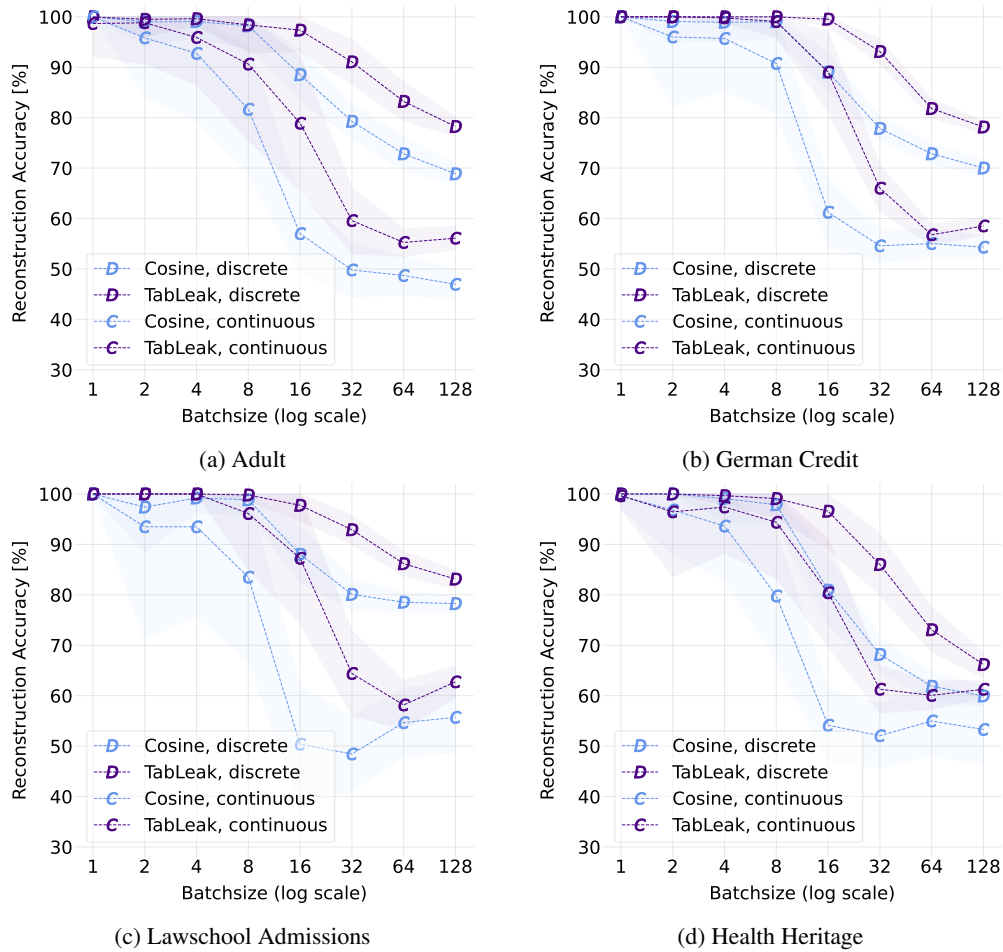 100
90
80
70
60
50
40
30
Reconstruction Accuracy [%]
Cosine, discrete
TabLeak, discrete
Cosine, continuous
TabLeak, continuous
1 2 4 8 16 32 64 128
Batchsize (log scale)
(a) Adult
100
90
80
70
60
50
40
30
Reconstruction Accuracy [%]
Cosine, discrete
TabLeak, discrete
Cosine, continuous
TabLeak, continuous
1 2 4 8 16 32 64 128
Batchsize (log scale)
(b) German Credit
100
90
80
70
60
50
40
30
Reconstruction Accuracy [%]
Cosine, discrete
TabLeak, discrete
Cosine, continuous
TabLeak, continuous
1 2 4 8 16 32 64 128
Batchsize (log scale)
(c) Lawschool Admissions
100
90
80
70
60
50
40
30
Reconstruction Accuracy [%]
Cosine, discrete
TabLeak, discrete
Cosine, continuous
TabLeak, continuous
1 2 4 8 16 32 64 128
Batchsize (log scale)
(d) Health Heritage